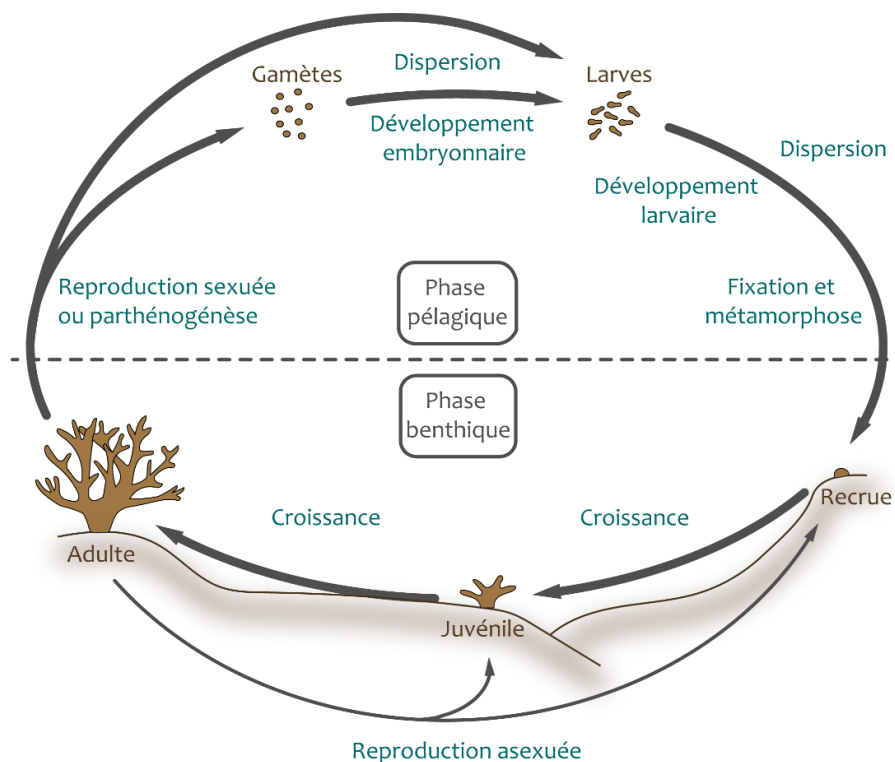 Gamètes
Dispersion
Larves
Développement
embryonnaire
Dispersion
Développement
larvaire
Reproduction sexuée
ou parthénogénèse
Phase
pélagique
Fixation et
métamorphose
Phase
benthique
Adulte
Croissance
Croissance
Recrue
Juvénile
Reproduction asexuée